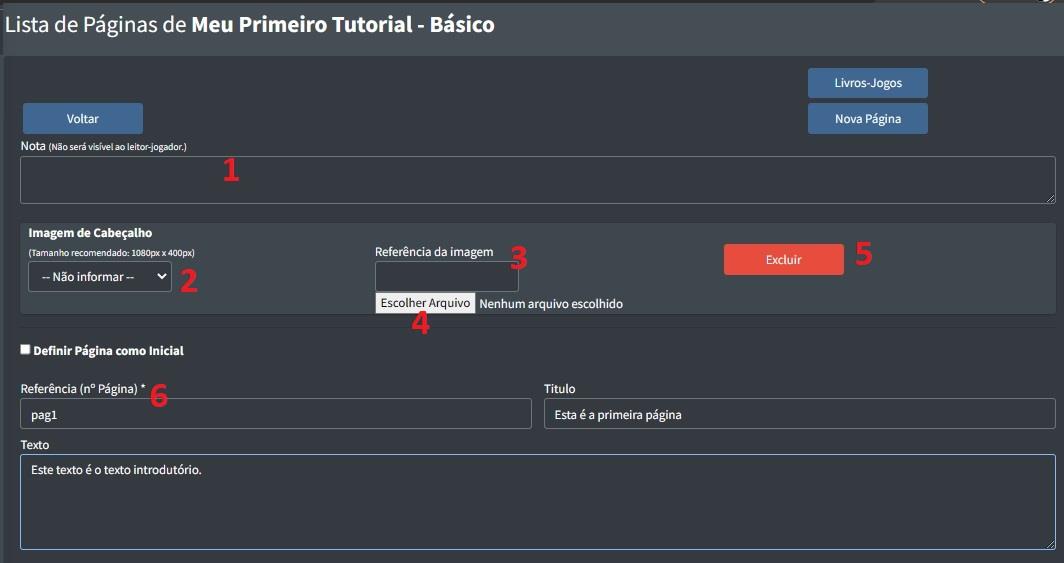 Lista de Páginas de Meu Primeiro Tutorial - Básico
Livros-Jogos
Voltar
Nova Página
Nota (Não será visível ao leitor-jogador.)
1
Imagem de Cabeçalho
(Tamanho recomendado: 1080px x 400px)
-- Não informar --
2
Referência da imagem
3
Escolher Arquivo Nenhum arquivo escolhido
4
Excluir
5
Definir Página como Inicial
Referência (nº Página) *
6
pag1
Titulo
Esta é a primeira página
Texto
Este texto é o texto introdutório.